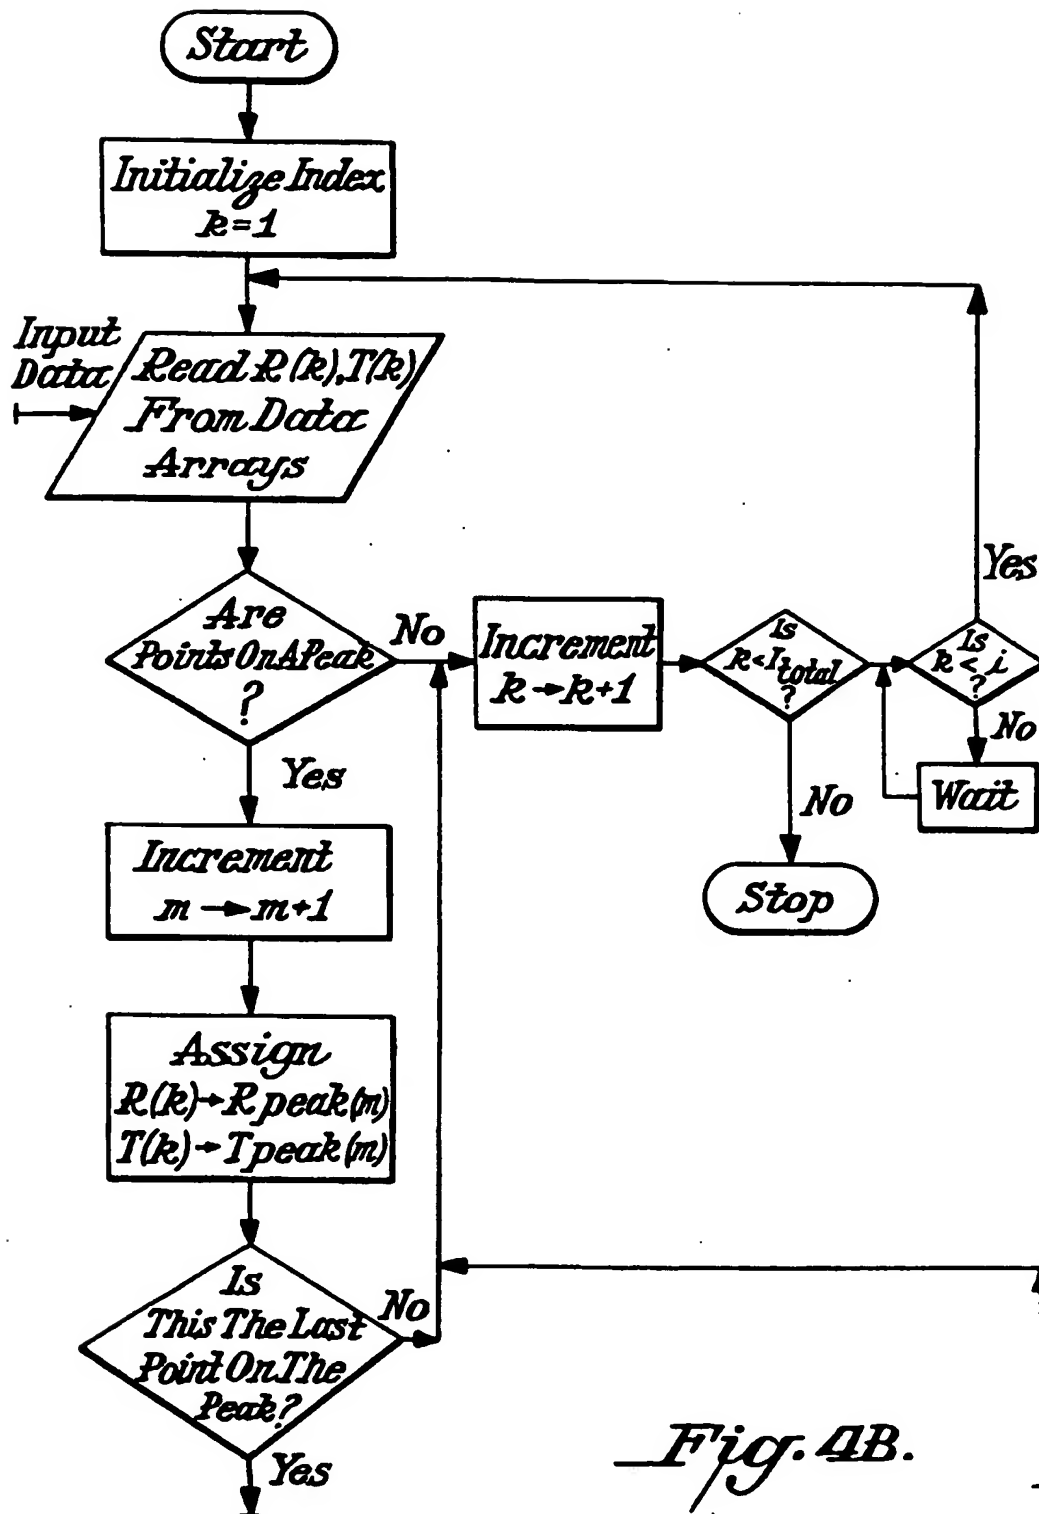 Start
Initialize Index
k=1
Input
Data
Read R(k),T(k)
From Data
Arrays
Are
Points On A Peak
?
No
Increment
k→k+1
Is
k<I total
?
Is
k < i
?
Yes
No
Wait
No
Stop
Yes
Increment
m→m+1
Assign
R(k)→R peak(m)
T(k)→T peak(m)
Is
This The Last
Point On The
Peak?
No
Yes
Fig. 4B.